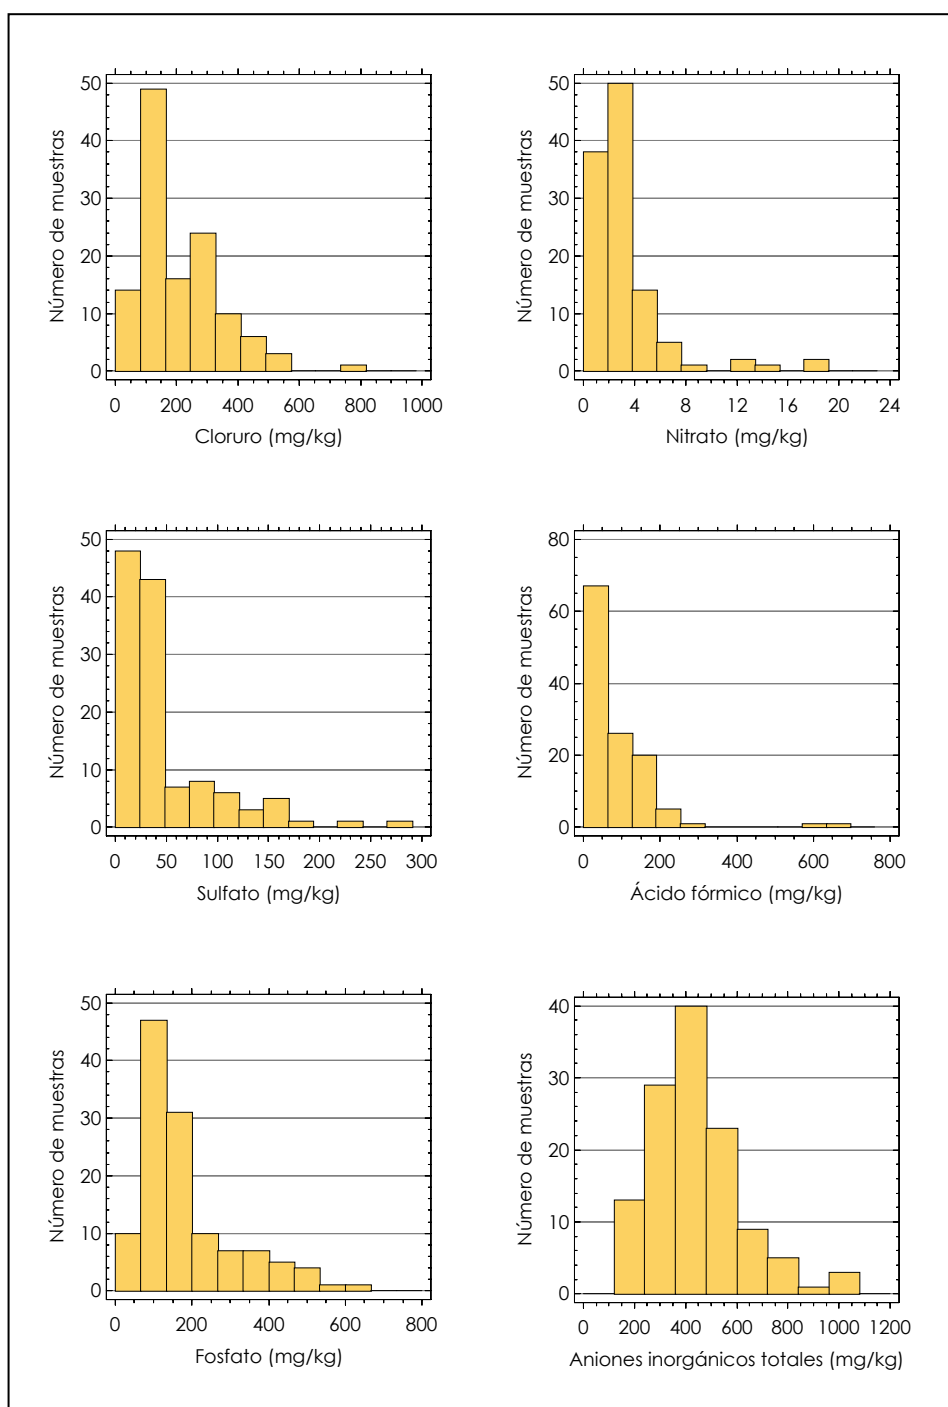 50
40
30
20
10
0
Número de muestras
0 200 400 600 800 1000
Cloruro (mg/kg)
50
40
30
20
10
0
Número de muestras
0 4 8 12 16 20 24
Nitrato (mg/kg)
50
40
30
20
10
0
Número de muestras
0 50 100 150 200 250 300
Sulfato (mg/kg)
80
60
40
20
0
Número de muestras
0 200 400 600 800
Ácido fórmico (mg/kg)
50
40
30
20
10
0
Número de muestras
0 200 400 600 800
Fosfato (mg/kg)
40
30
20
10
0
Número de muestras
0 200 400 600 800 1000 1200
Aniones inorgánicos totales (mg/kg)